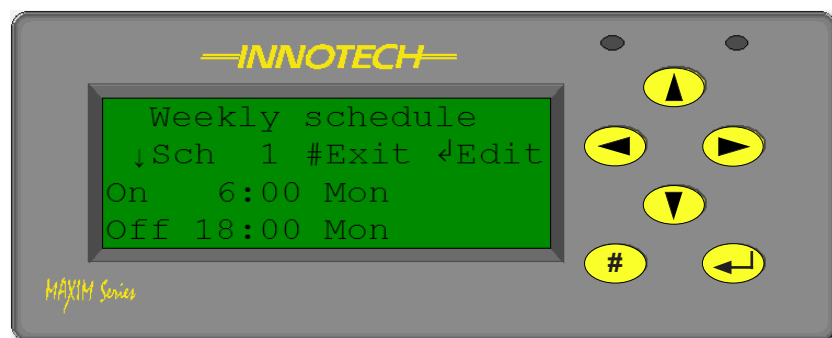 INNOTECH
Weekly schedule
↓Sch 1 #Exit ↲Edit
On 6:00 Mon
Off 18:00 Mon
#
MAXIM Series